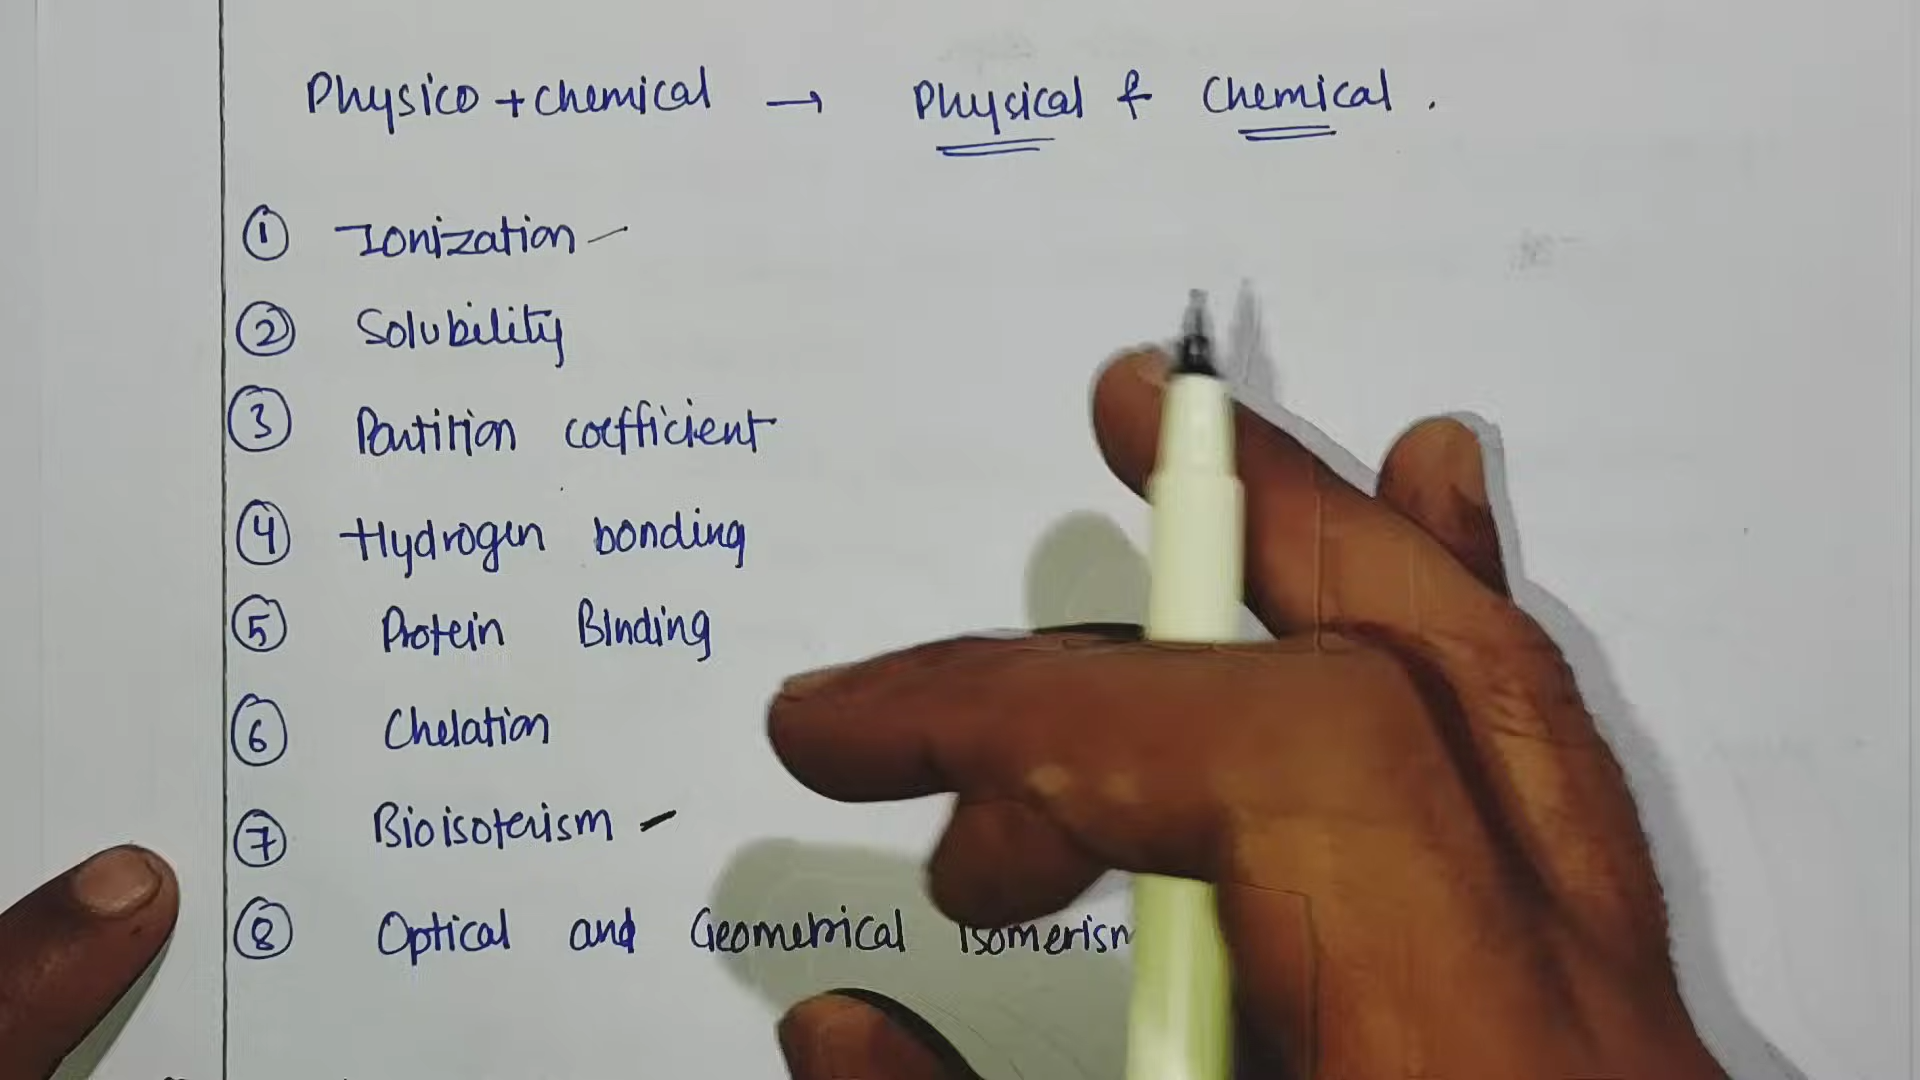 Physico + chemical → Physical & Chemical .
① Ionization –
② Solubility
③ Partition coefficient
④ Hydrogen bonding
⑤ Protein Binding
⑥ Chelation
⑦ Bioisoterism –
⑧ Optical and Geometrical Isomerism